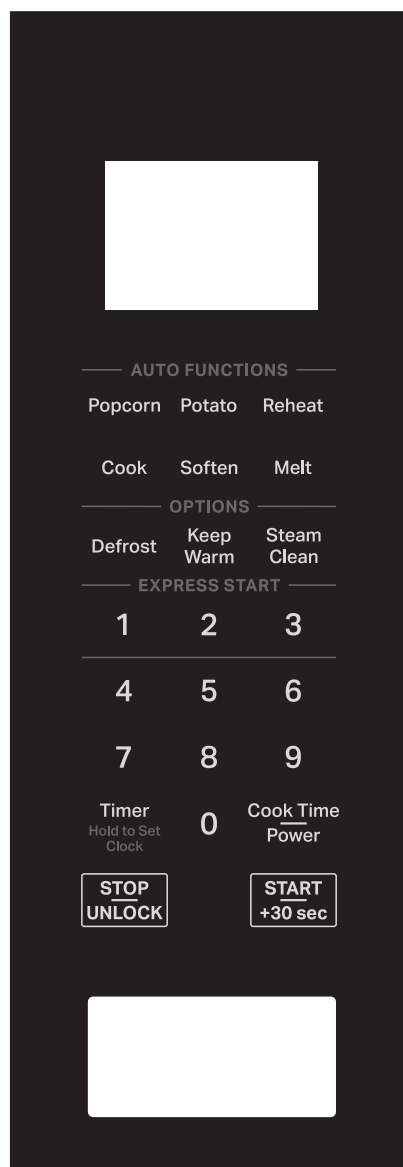 AUTO FUNCTIONS
Popcorn Potato Reheat
Cook Soften Melt
OPTIONS
Defrost Keep Warm Steam Clean
EXPRESS START
1 2 3
4 5 6
7 8 9
Timer Hold to Set Clock 0 Cook Time Power
STOP UNLOCK START +30 sec